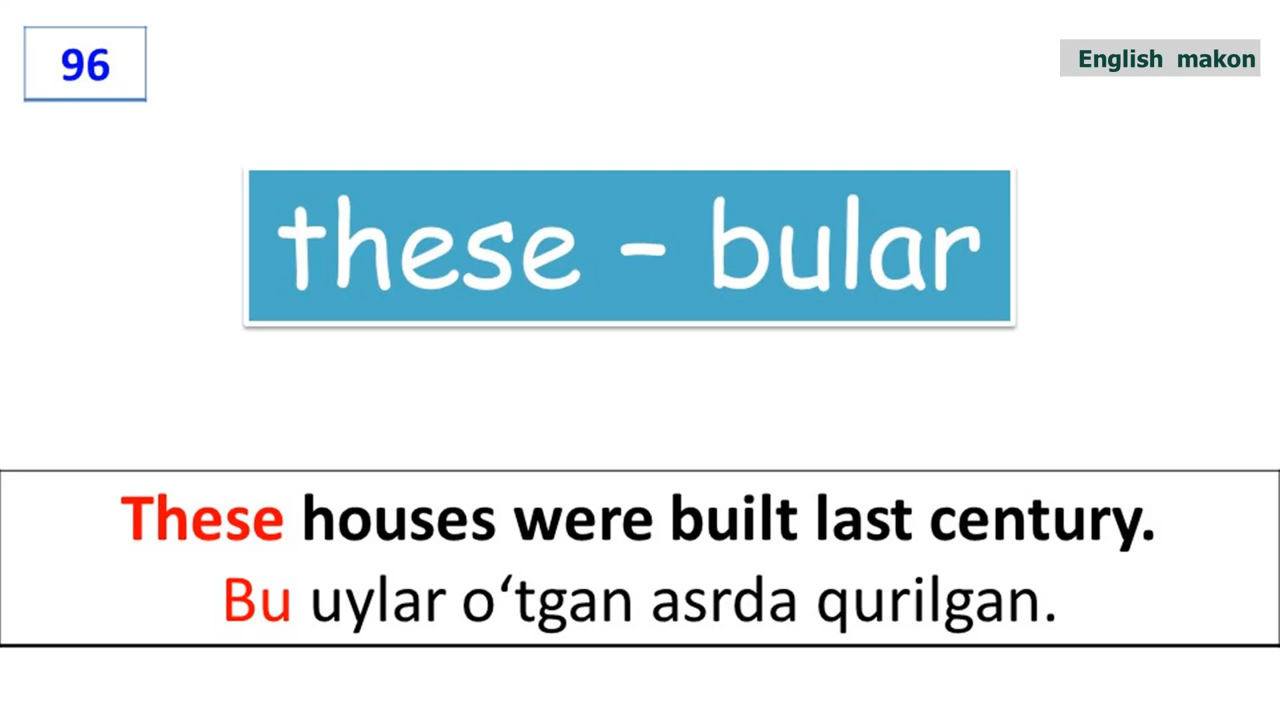 96
English makon
these - bular
These houses were built last century.
Bu uylar o‘tgan asrda qurilgan.